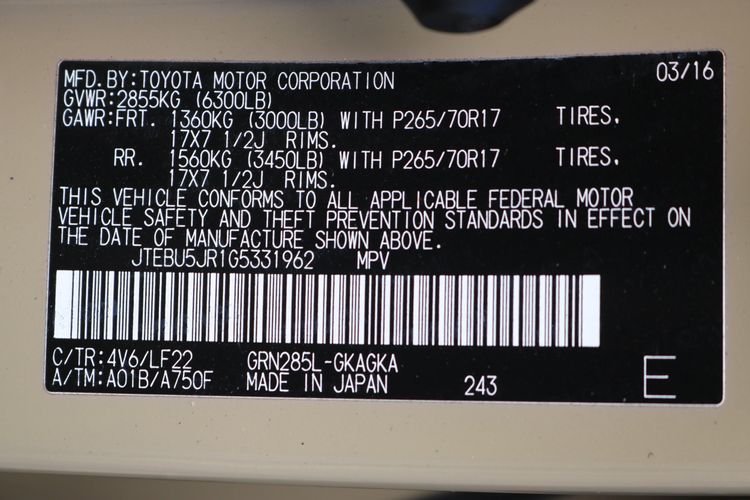 MFD.BY:TOYOTA MOTOR CORPORATION 03/16
GVWR:2855KG (6300LB)
GAWR:FRT. 1360KG (3000LB) WITH P265/70R17 TIRES,
17X7 1/2J RIMS.
RR. 1560KG (3450LB) WITH P265/70R17 TIRES,
17X7 1/2J RIMS.
THIS VEHICLE CONFORMS TO ALL APPLICABLE FEDERAL MOTOR
VEHICLE SAFETY AND THEFT PREVENTION STANDARDS IN EFFECT ON
THE DATE OF MANUFACTURE SHOWN ABOVE.
JTEBU5JR1G5331962 MPV
C/TR:4V6/LF22 GRN285L-GKAGKA
A/TM:A01B/A750F MADE IN JAPAN 243 E